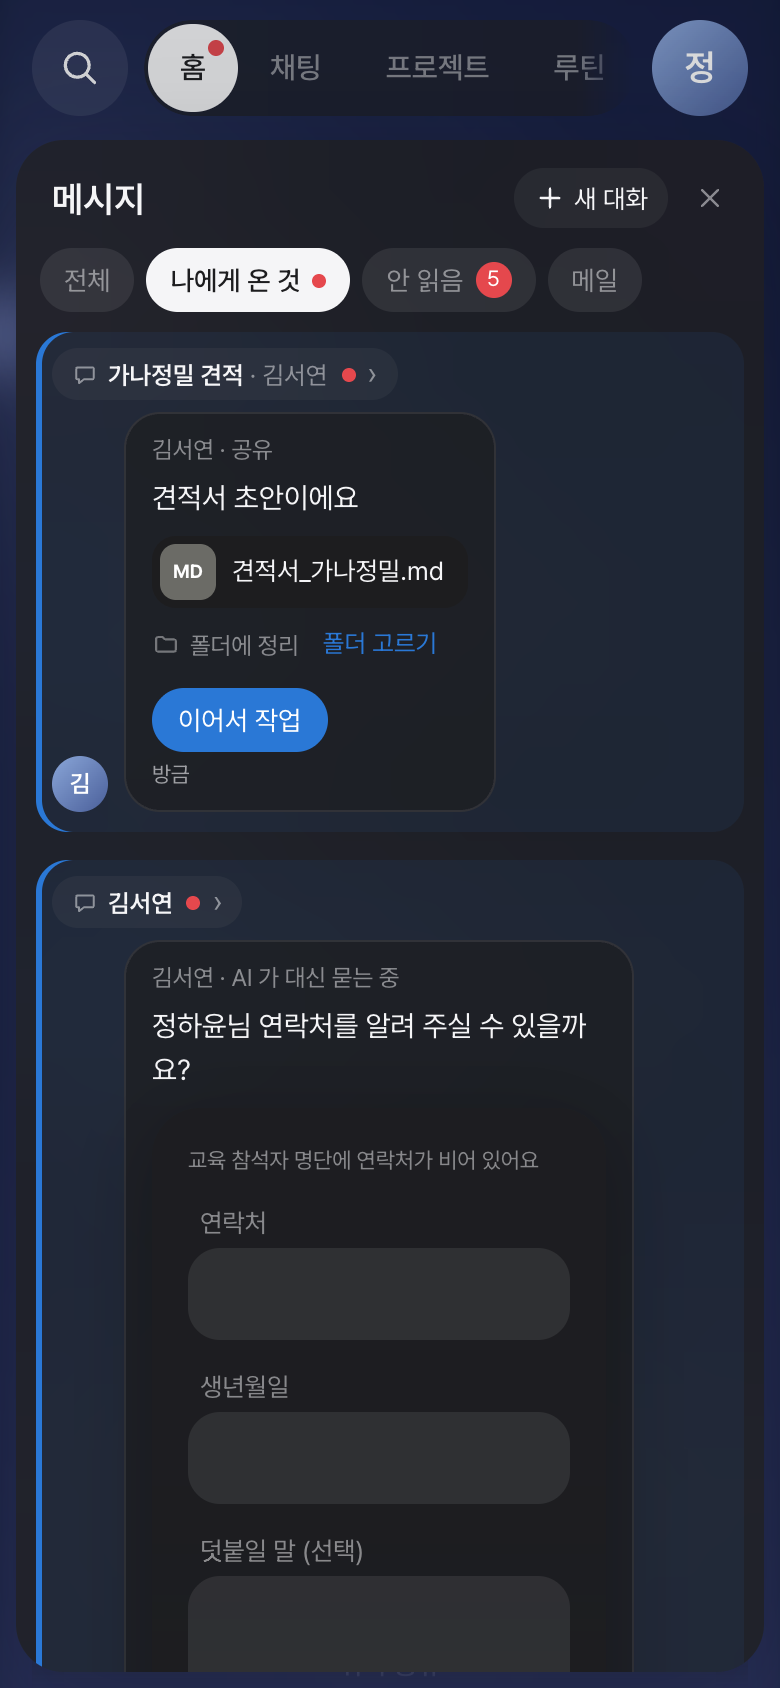 홈
채팅
프로젝트
루틴
정
메시지
새 대화
전체
나에게 온 것
안 읽음 5
메일
가나정밀 견적 · 김서연
김서연 · 공유
견적서 초안이에요
MD 견적서_가나정밀.md
폴더에 정리 폴더 고르기
이어서 작업
방금
김
김서연
김서연 · AI 가 대신 묻는 중
정하윤님 연락처를 알려 주실 수 있을까
요?
교육 참석자 명단에 연락처가 비어 있어요
연락처
생년월일
덧붙일 말 (선택)